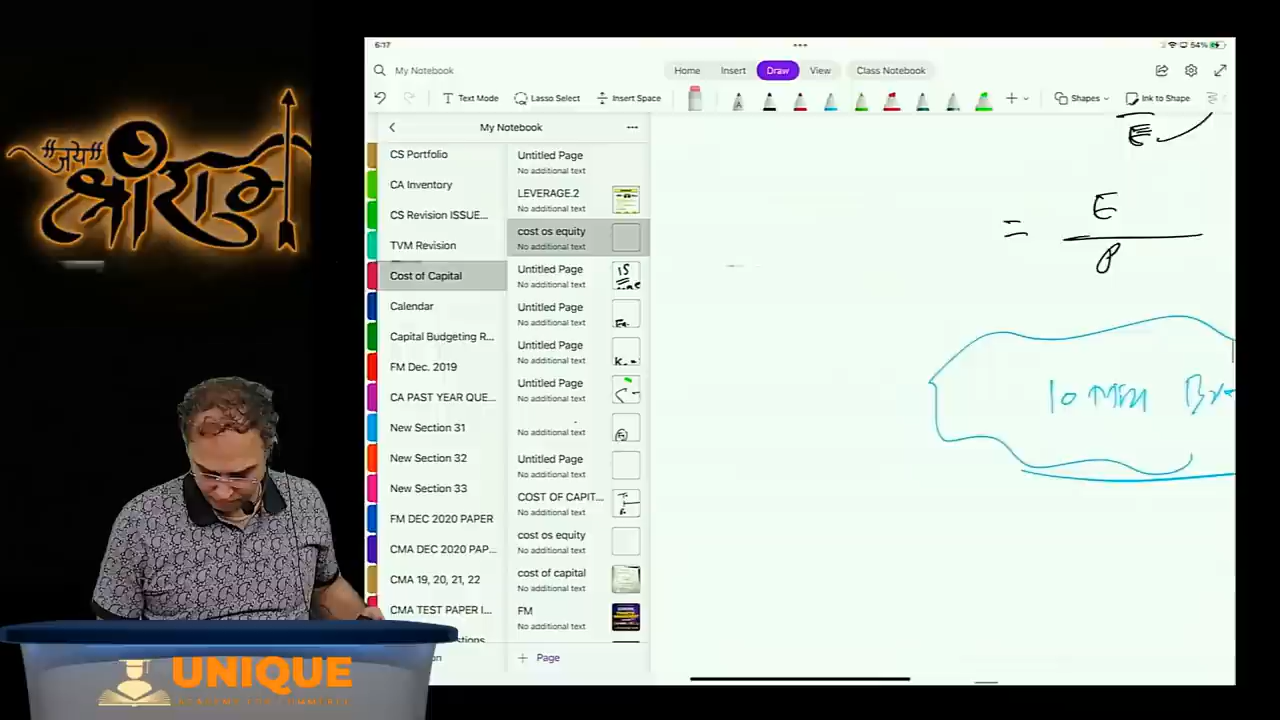 "जय"
श्री राम
6:17
54%
My Notebook
Home Insert Draw View Class Notebook
Text Mode Lasso Select Insert Space Shapes Ink to Shape
My Notebook
CS Portfolio
CA Inventory
CS Revision ISSUE...
TVM Revision
Cost of Capital
Calendar
Capital Budgeting R...
FM Dec. 2019
CA PAST YEAR QUE...
New Section 31
New Section 32
New Section 33
FM DEC 2020 PAPER
CMA DEC 2020 PAP...
CMA 19, 20, 21, 22
CMA TEST PAPER I...
Untitled Page
No additional text
LEVERAGE.2
No additional text
cost os equity
No additional text
Untitled Page
No additional text
Untitled Page
No additional text
Untitled Page
No additional text
Untitled Page
No additional text
No additional text
Untitled Page
No additional text
COST OF CAPIT...
No additional text
cost os equity
No additional text
cost of capital
No additional text
FM
No additional text
+ Page
E
= E
P
10 Min
UNIQUE
ACADEMY FOR COMMERCE